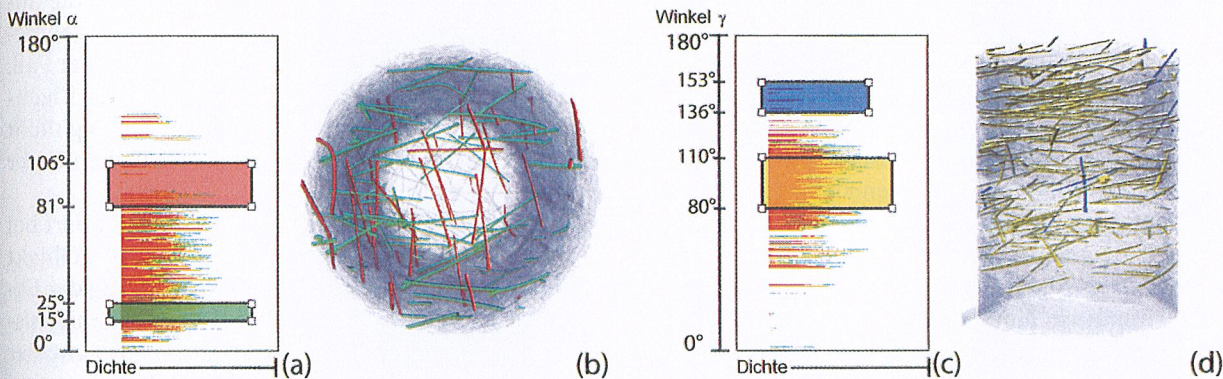 Winkel α
180°
106°
81°
25°
15°
0°
Dichte
(a)
(b)
Winkel γ
180°
153°
136°
110°
80°
0°
Dichte
(c)
(d)